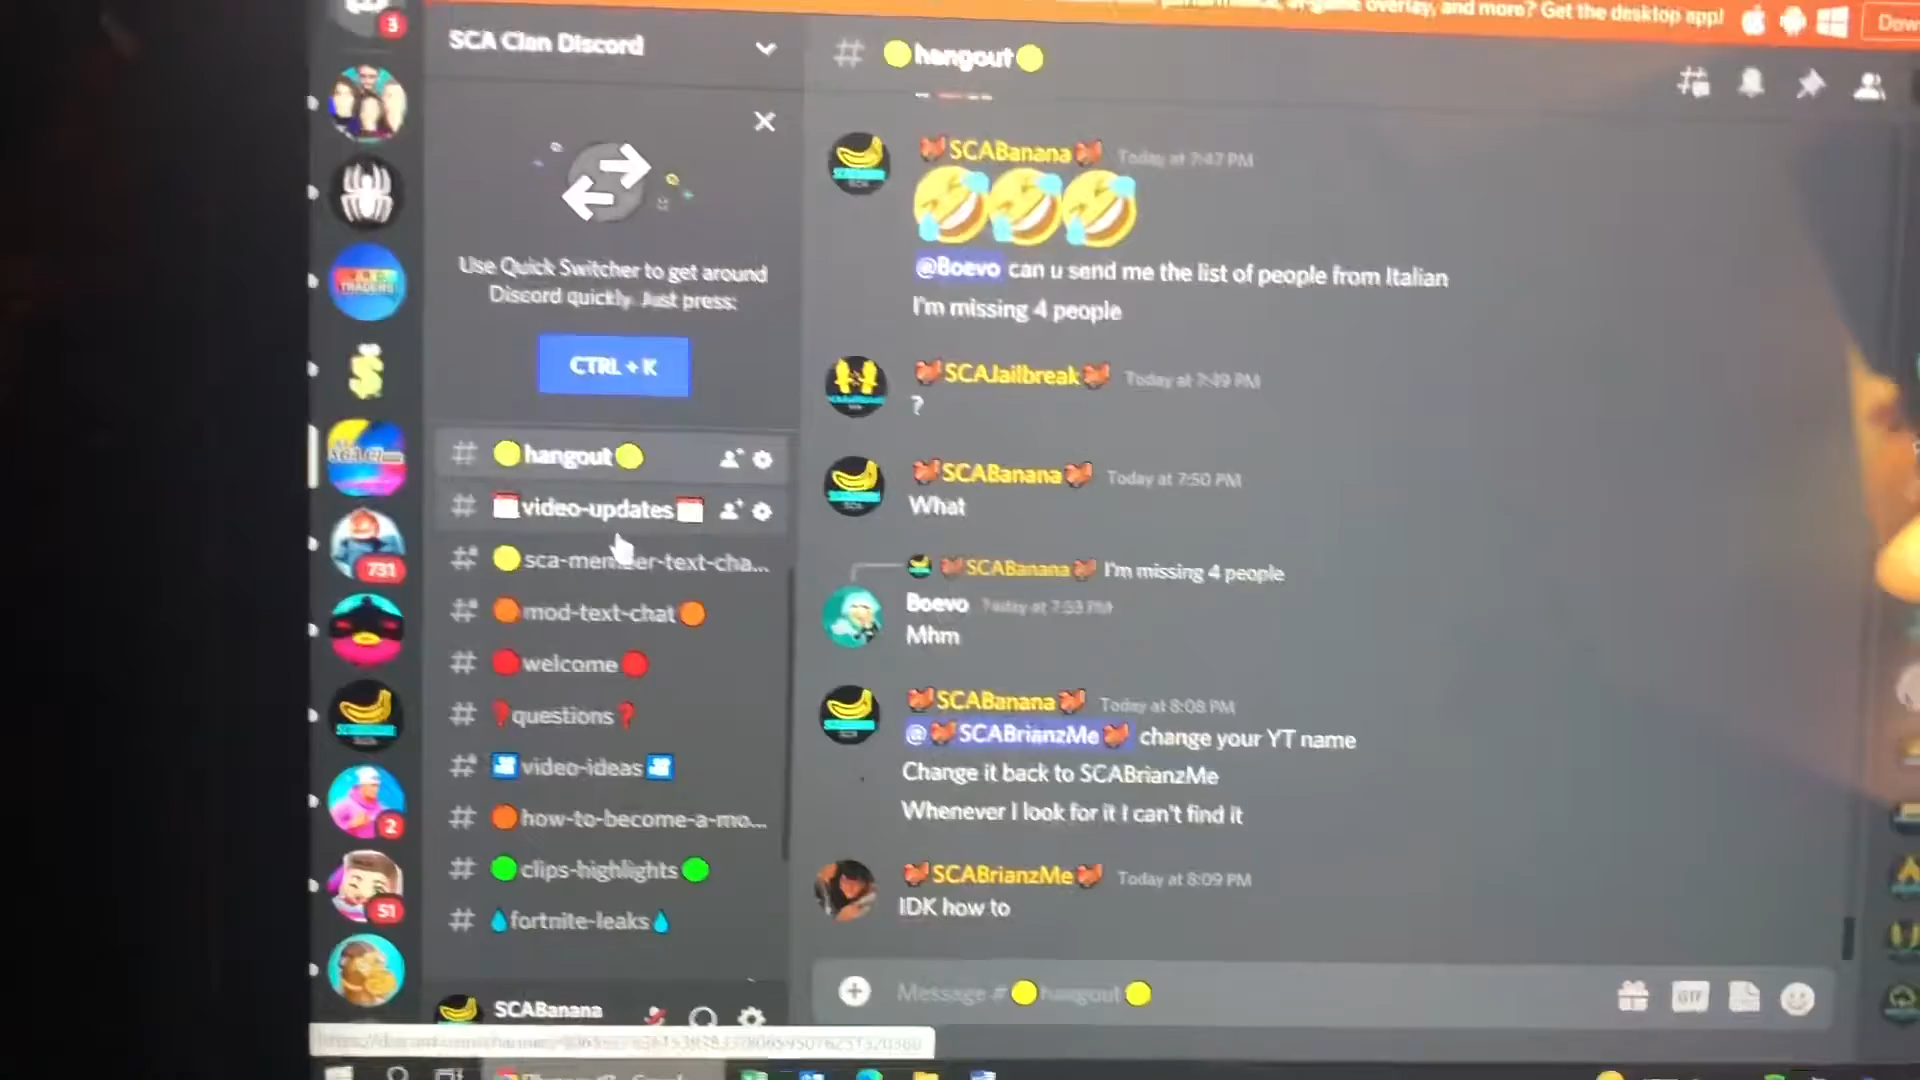 overlay, and more? Get the desktop app!
3
SCA Clan Discord
hangout
Use Quick Switcher to get around
Discord quickly. Just press:
CTRL + K
hangout
video-updates
sca-member-text-cha...
mod-text-chat
welcome
questions
video-ideas
how-to-become-a-mo...
clips-highlights
fortnite-leaks
SCABanana
TRADERS
731
2
51
SCABanana Today at 7:47 PM
@Boevo can u send me the list of people from Italian
I'm missing 4 people
SCAJailbreak Today at 7:49 PM
?
SCABanana Today at 7:50 PM
What
SCABanana I'm missing 4 people
Boevo Today at 7:53 PM
Mhm
SCABanana Today at 8:08 PM
@SCABrianzMe change your YT name
Change it back to SCABrianzMe
Whenever I look for it I can't find it
SCABrianzMe Today at 8:09 PM
IDK how to
Message # hangout
GIF